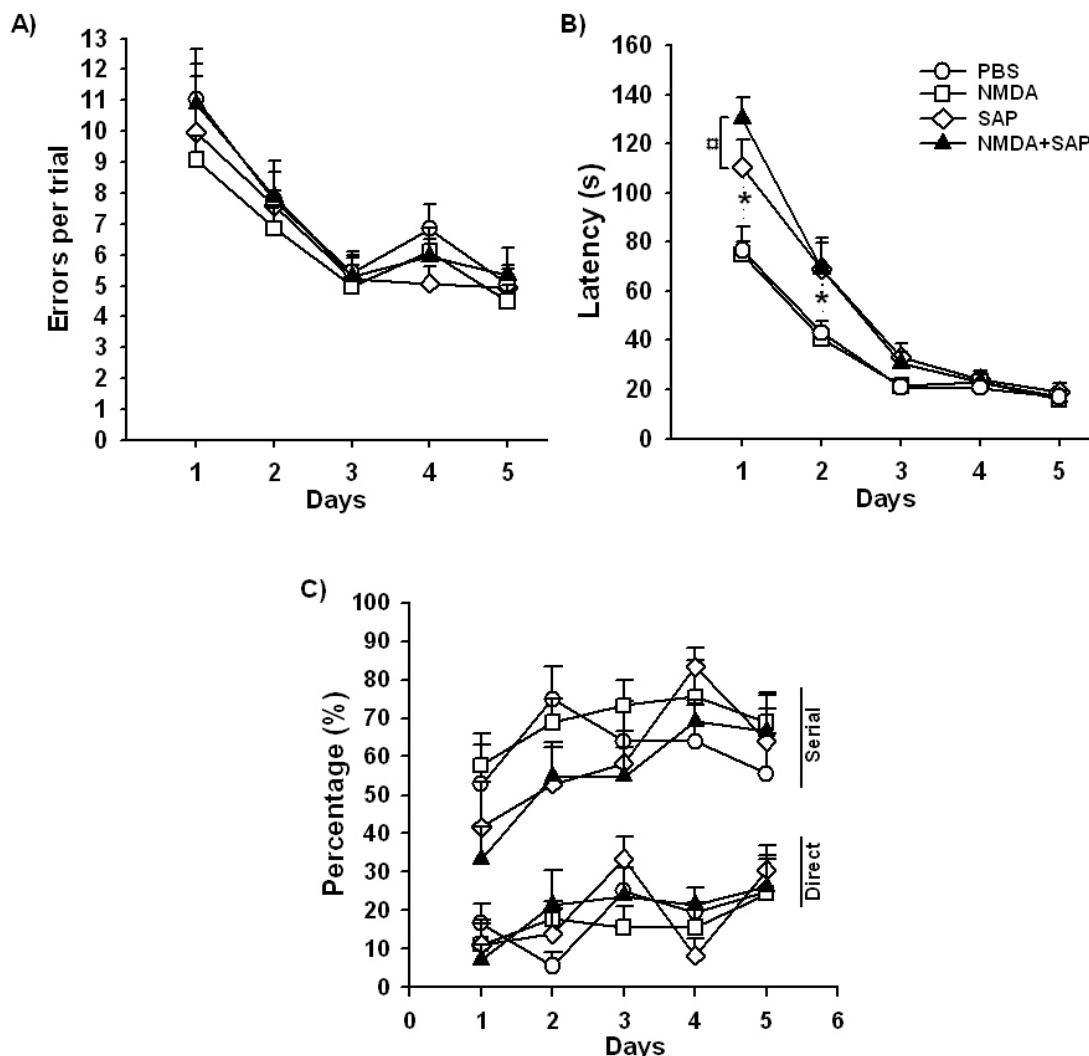 A)
13
12
11
10
9
8
7
6
5
4
3
2
1
0
Errors per trial
1 2 3 4 5
Days
B)
160
140
120
100
80
60
40
20
0
Latency (s)
PBS
NMDA
SAP
NMDA+SAP
¤
*
*
1 2 3 4 5
Days
C)
100
90
80
70
60
50
40
30
20
10
0
Percentage (%)
Serial
Direct
0 1 2 3 4 5 6
Days